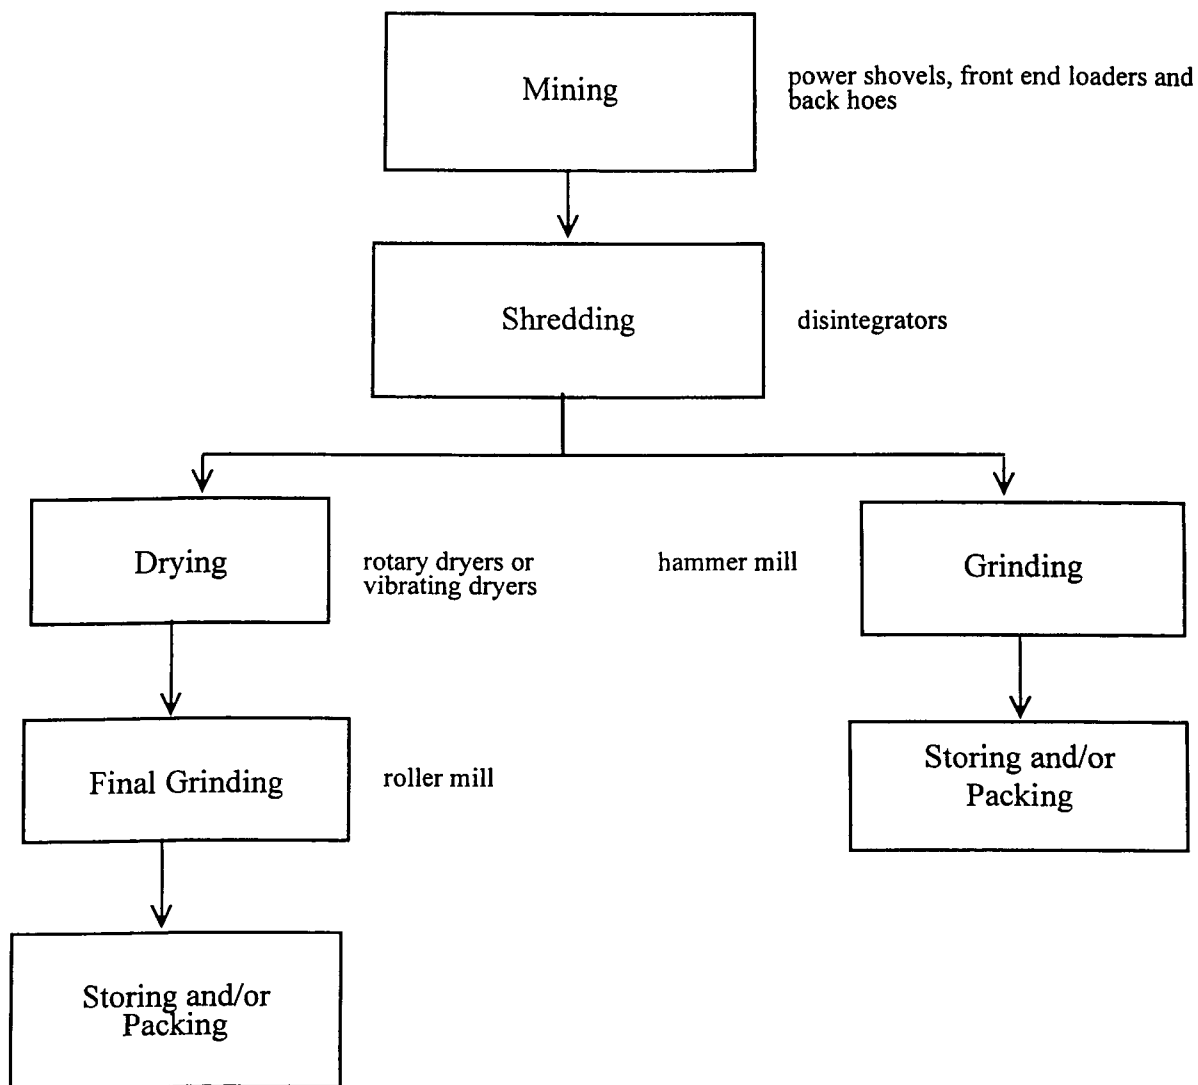 Mining
power shovels, front end loaders and
back hoes
Shredding
disintegrators
Drying
rotary dryers or
vibrating dryers
hammer mill
Grinding
Final Grinding
roller mill
Storing and/or
Packing
Storing and/or
Packing